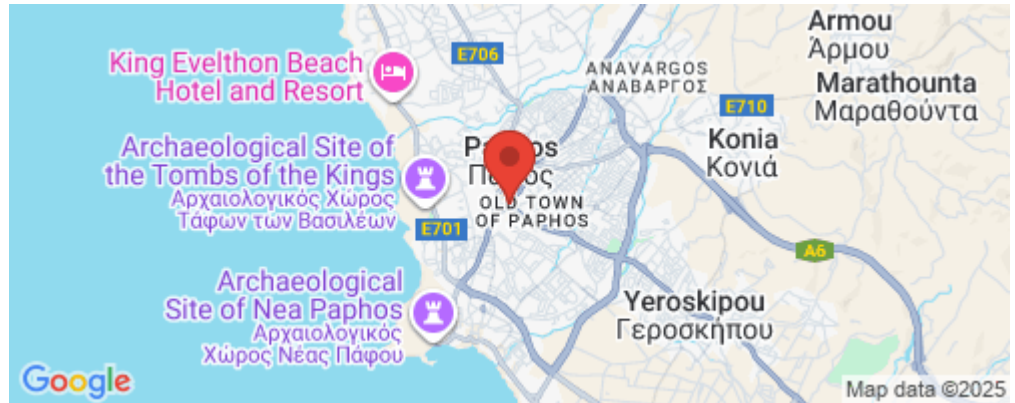 Armou
Άρμου
King Evelthon Beach
Hotel and Resort
E706
ANAVARGOS
ΑΝΑΒΑΡΓΟΣ
Marathounta
Μαραθούντα
E710
Konia
Κονιά
Archaeological Site of
the Tombs of the Kings
Αρχαιολογικός Χώρος
Τάφων των Βασιλέων
OLD TOWN
OF PAPHOS
E701
A6
Archaeological
Site of Nea Paphos
Αρχαιολογικός
Χώρος Νέας Πάφου
Yeroskipou
Γεροσκήπου
Google
Map data ©2025